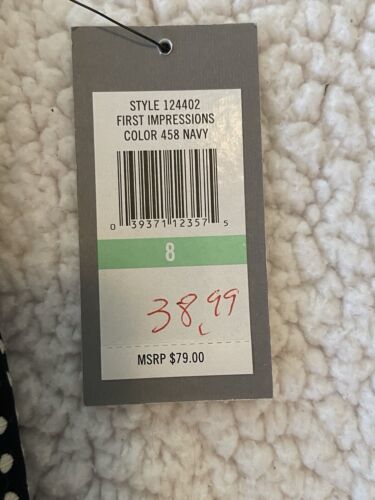 STYLE 124402
FIRST IMPRESSIONS
COLOR 458 NAVY
0 39371 12357 5
8
38.99
MSRP $79.00